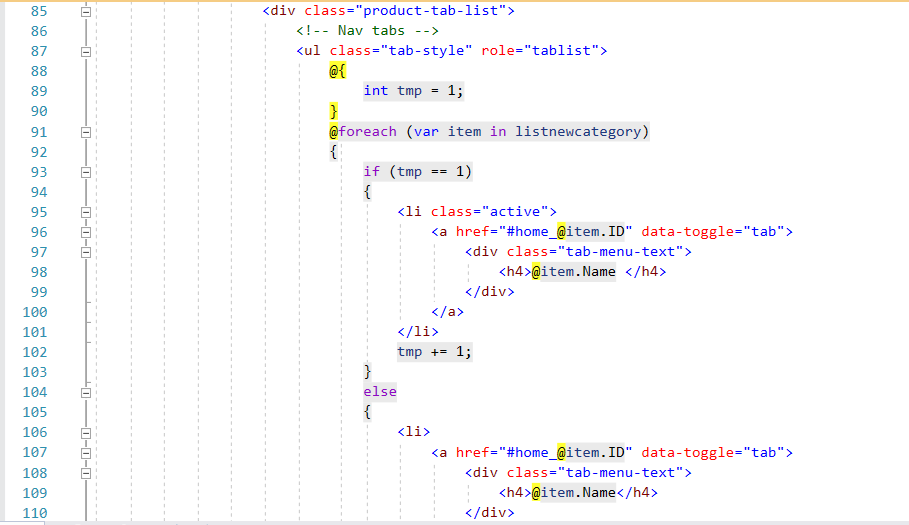 85 <div class="product-tab-list">
86 <!-- Nav tabs -->
87 <ul class="tab-style" role="tablist">
88 @{
89 int tmp = 1;
90 }
91 @foreach (var item in listnewcategory)
92 {
93 if (tmp == 1)
94 {
95 <li class="active">
96 <a href="#home_@item.ID" data-toggle="tab">
97 <div class="tab-menu-text">
98 <h4>@item.Name </h4>
99 </div>
100 </a>
101 </li>
102 tmp += 1;
103 }
104 else
105 {
106 <li>
107 <a href="#home_@item.ID" data-toggle="tab">
108 <div class="tab-menu-text">
109 <h4>@item.Name</h4>
110 </div>